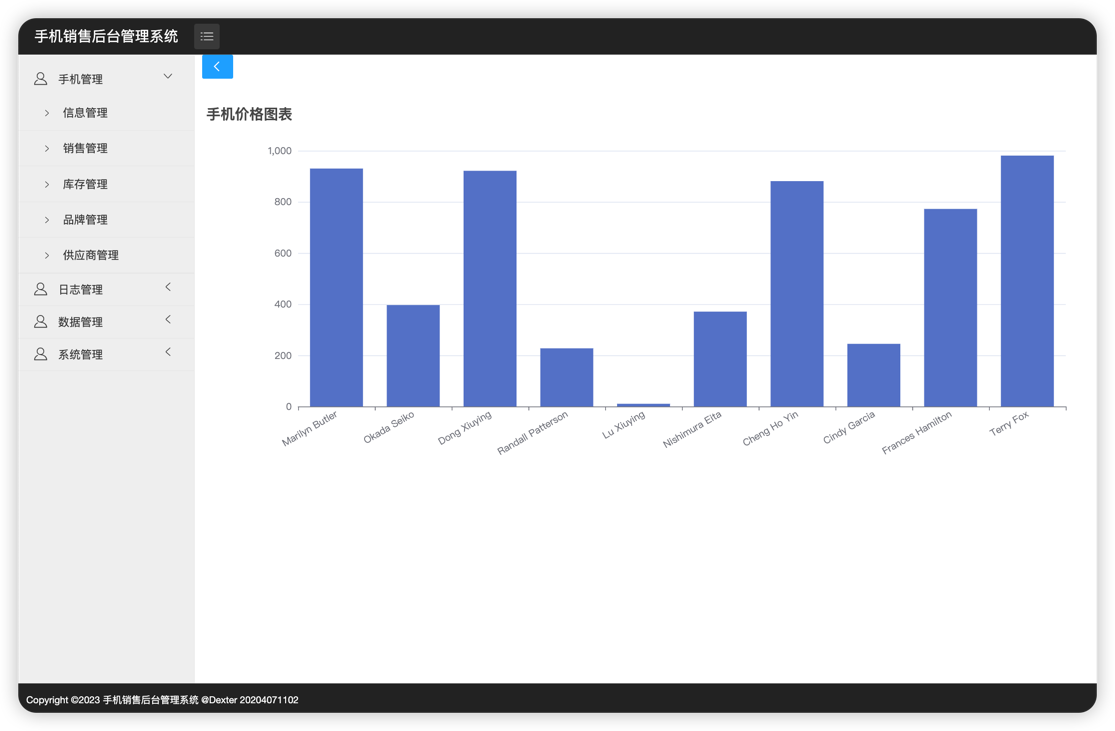 手机销售后台管理系统
手机管理
信息管理
销售管理
库存管理
品牌管理
供应商管理
日志管理
数据管理
系统管理
手机价格图表
1,000
800
600
400
200
0
Marilyn Butler
Okada Seiko
Dong Xiuying
Randall Patterson
Lu Xiuying
Nishimura Eita
Cheng Ho Yin
Cindy Garcia
Frances Hamilton
Terry Fox
Copyright ©2023 手机销售后台管理系统 @Dexter 20204071102